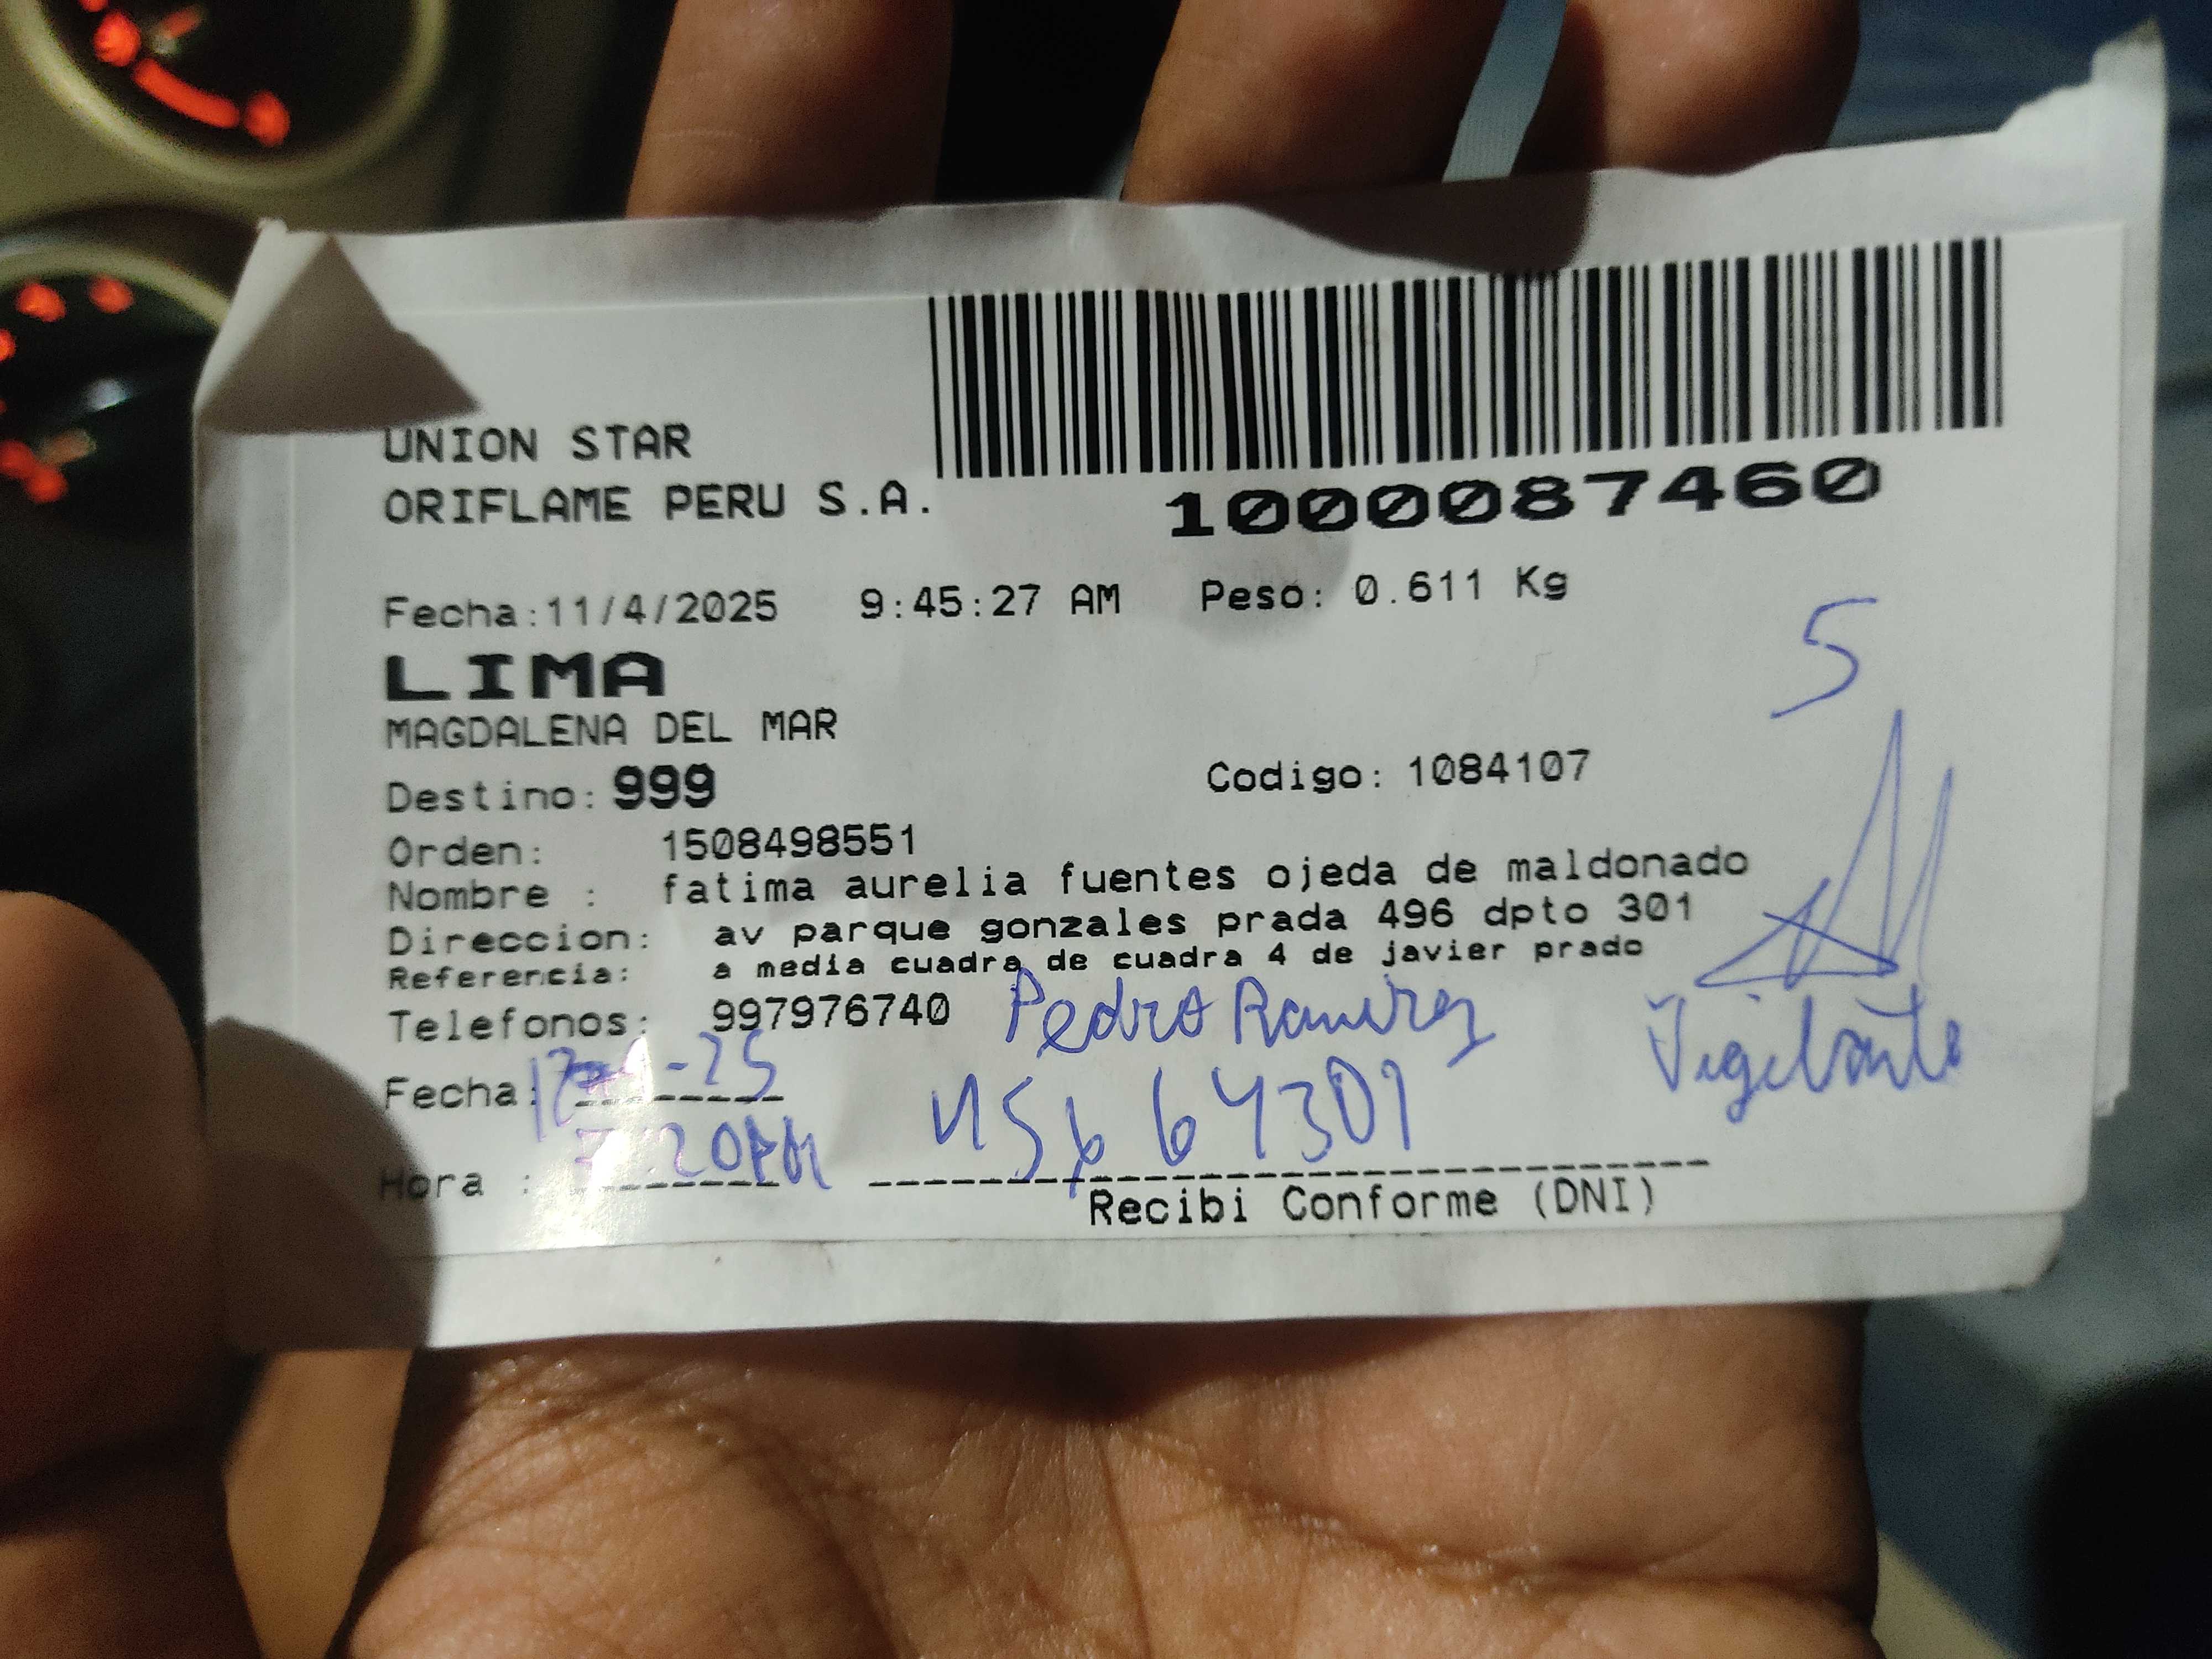 UNION STAR
ORIFLAME PERU S.A.
1000087460
Fecha:11/4/2025 9:45:27 AM Peso: 0.611 Kg
5
LIMA
MAGDALENA DEL MAR
Destino: 999 Codigo: 1084107
Orden: 1508498551
Nombre : fatima aurelia fuentes ojeda de maldonado
Direccion: av parque gonzales prada 496 dpto 301
Referencia: a media cuadra de cuadra 4 de javier prado
Telefonos: 997976740 Pedro Ramirez
Vigilante
Fecha:
Hora :
Recibi Conforme (DNI)